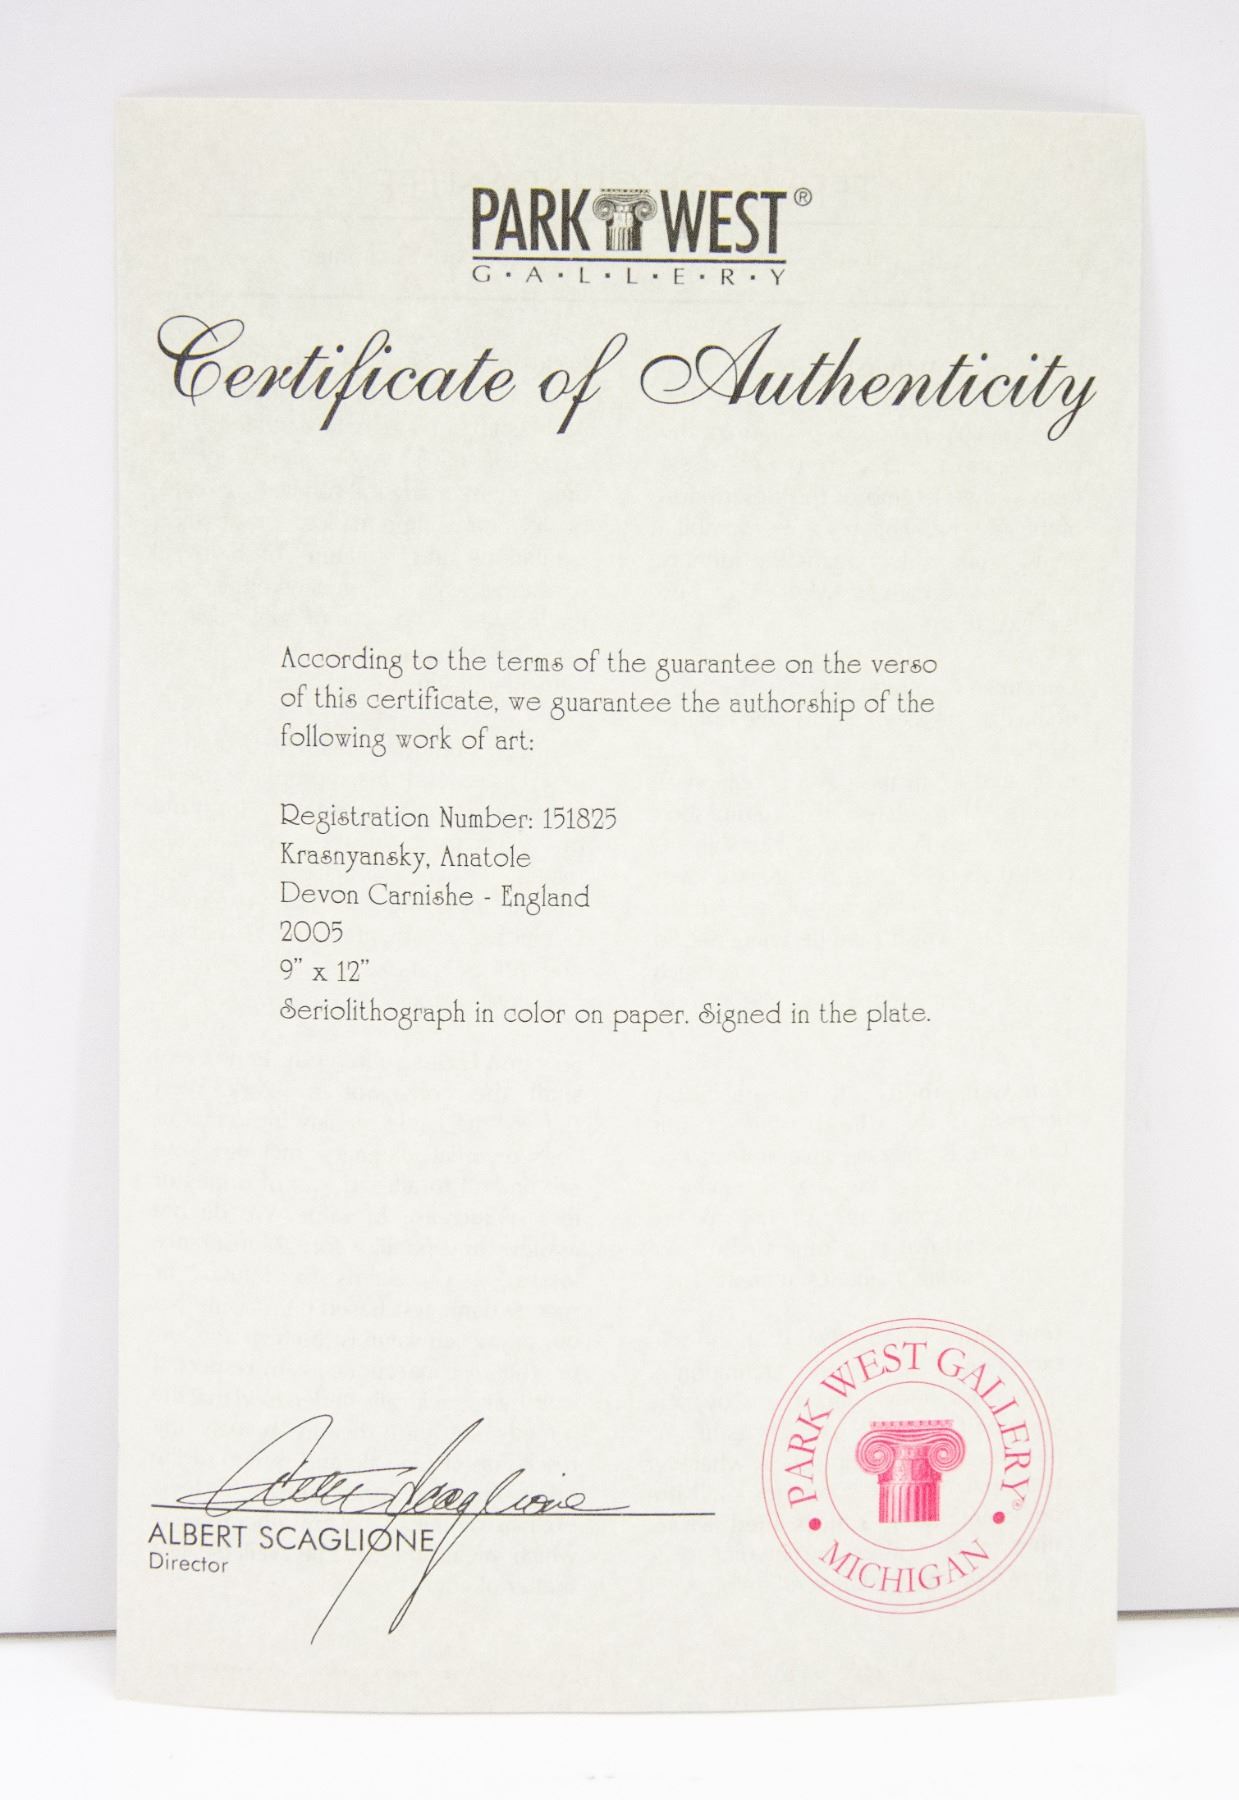 PARK WEST®
G·A·L·L·E·R·Y
Certificate of Authenticity
According to the terms of the guarantee on the verso
of this certificate, we guarantee the authorship of the
following work of art:
Registration Number: 151825
Krasnyansky, Anatole
Devon Carnishe - England
2005
9” x 12”
Seriolithograph in color on paper. Signed in the plate.
ALBERT SCAGLIONE
Director
PARK WEST GALLERY®
• MICHIGAN •